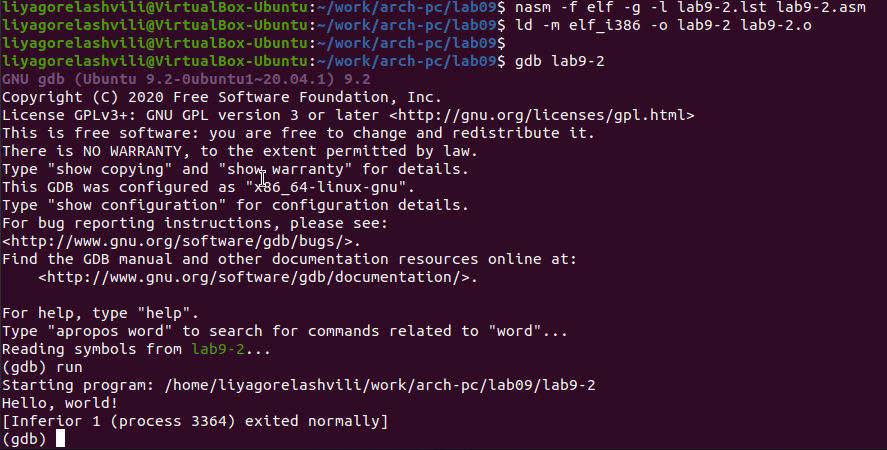 liyagorelashvili@VirtualBox-Ubuntu:~/work/arch-pc/lab09$ nasm -f elf -g -l lab9-2.lst lab9-2.asm
liyagorelashvili@VirtualBox-Ubuntu:~/work/arch-pc/lab09$ ld -m elf_i386 -o lab9-2 lab9-2.o
liyagorelashvili@VirtualBox-Ubuntu:~/work/arch-pc/lab09$
liyagorelashvili@VirtualBox-Ubuntu:~/work/arch-pc/lab09$ gdb lab9-2
GNU gdb (Ubuntu 9.2-0ubuntu1~20.04.1) 9.2
Copyright (C) 2020 Free Software Foundation, Inc.
License GPLv3+: GNU GPL version 3 or later <http://gnu.org/licenses/gpl.html>
This is free software: you are free to change and redistribute it.
There is NO WARRANTY, to the extent permitted by law.
Type "show copying" and "show warranty" for details.
This GDB was configured as "x86_64-linux-gnu".
Type "show configuration" for configuration details.
For bug reporting instructions, please see:
<http://www.gnu.org/software/gdb/bugs/>.
Find the GDB manual and other documentation resources online at:
    <http://www.gnu.org/software/gdb/documentation/>.

For help, type "help".
Type "apropos word" to search for commands related to "word"...
Reading symbols from lab9-2...
(gdb) run
Starting program: /home/liyagorelashvili/work/arch-pc/lab09/lab9-2
Hello, world!
[Inferior 1 (process 3364) exited normally]
(gdb)